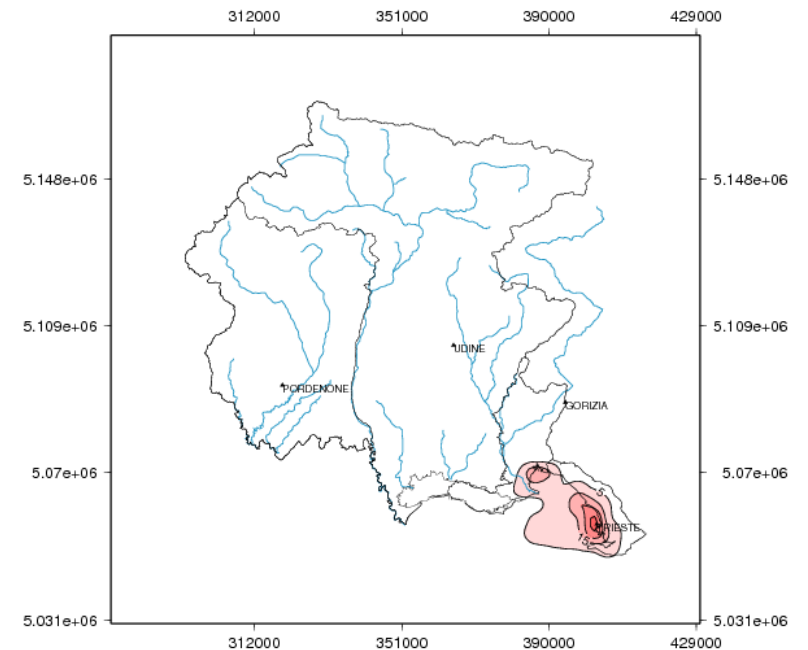 312000 351000 390000 429000
5.148e+06 5.148e+06
5.109e+06 5.109e+06
UDINE
PORDENONE
GORIZIA
5.07e+06 5.07e+06
5
TRIESTE
15
5.031e+06 5.031e+06
312000 351000 390000 429000